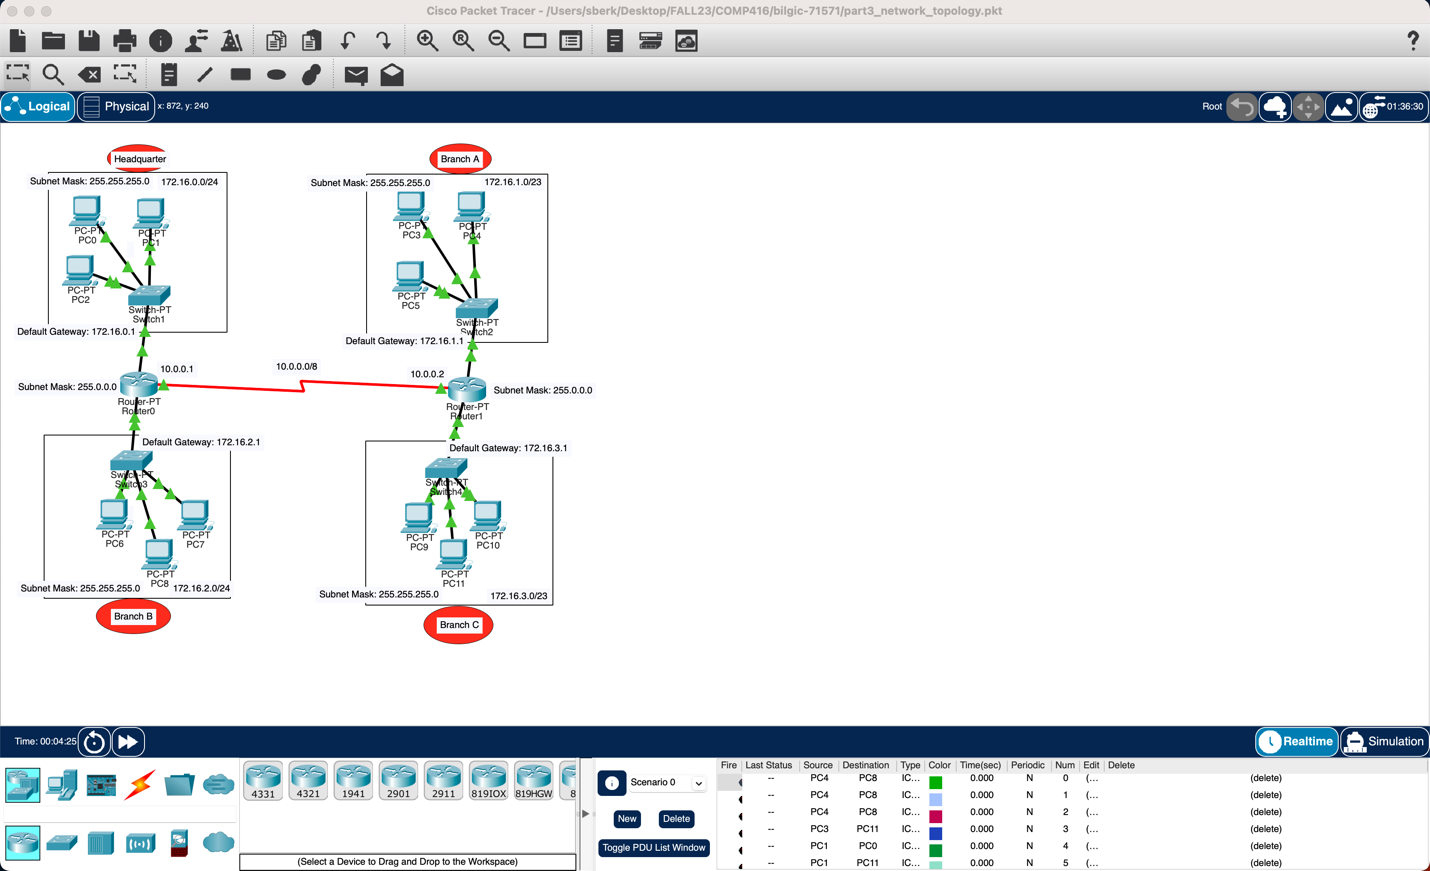 Cisco Packet Tracer - /Users/sberk/Desktop/FALL23/COMP416/bilgic-71571/part3_network_topology.pkt
Logical Physical x: 872, y: 240 Root 01:36:30
Headquarter
Subnet Mask: 255.255.255.0 172.16.0.0/24
PC-PT
PC0
PC-PT
PC1
PC-PT
PC2
Switch-PT
Switch1
Default Gateway: 172.16.0.1
Branch A
Subnet Mask: 255.255.255.0 172.16.1.0/23
PC-PT
PC3
PC-PT
PC4
PC-PT
PC5
Switch-PT
Switch2
Default Gateway: 172.16.1.1
10.0.0.1
10.0.0.0/8
10.0.0.2
Subnet Mask: 255.0.0.0
Router-PT
Router0
Subnet Mask: 255.0.0.0
Router-PT
Router1
Default Gateway: 172.16.2.1
Switch-PT
Switch3
PC-PT
PC6
PC-PT
PC7
PC-PT
PC8
Subnet Mask: 255.255.255.0 172.16.2.0/24
Branch B
Default Gateway: 172.16.3.1
Switch-PT
Switch4
PC-PT
PC9
PC-PT
PC10
PC-PT
PC11
Subnet Mask: 255.255.255.0 172.16.3.0/23
Branch C
Time: 00:04:25 Realtime Simulation
4331 4321 1941 2901 2911 819IOX 819HGW 8
(Select a Device to Drag and Drop to the Workspace)
Scenario 0
New Delete
Toggle PDU List Window
Fire Last Status Source Destination Type Color Time(sec) Periodic Num Edit Delete
-- PC4 PC8 IC... 0.000 N 0 (... (delete)
-- PC4 PC8 IC... 0.000 N 1 (... (delete)
-- PC4 PC8 IC... 0.000 N 2 (... (delete)
-- PC3 PC11 IC... 0.000 N 3 (... (delete)
-- PC1 PC0 IC... 0.000 N 4 (... (delete)
-- PC1 PC11 IC... 0.000 N 5 (... (delete)